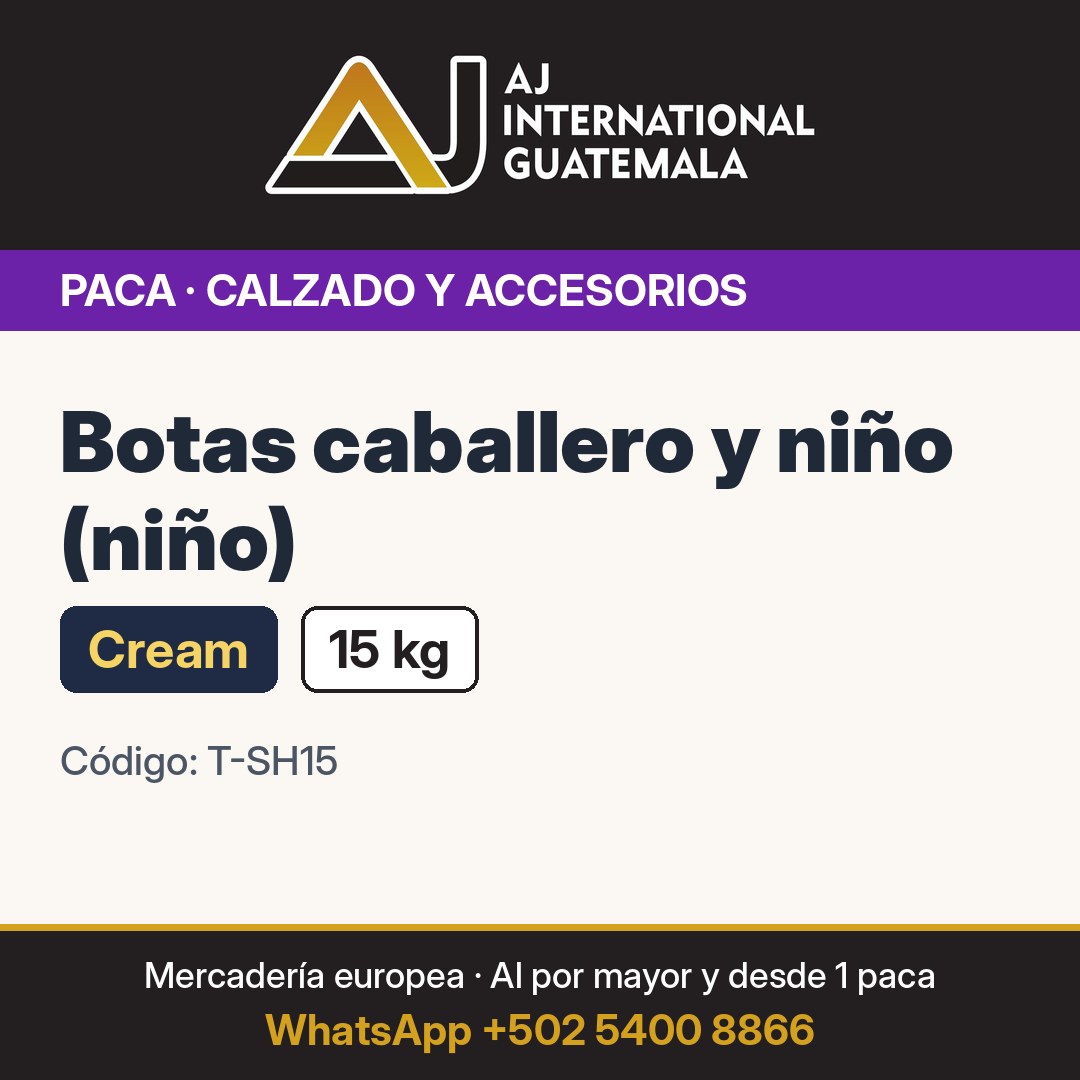 AJ
INTERNATIONAL
GUATEMALA
PACA · CALZADO Y ACCESORIOS
Botas caballero y niño
(niño)
Cream
15 kg
Código: T-SH15
Mercadería europea · Al por mayor y desde 1 paca
WhatsApp +502 5400 8866